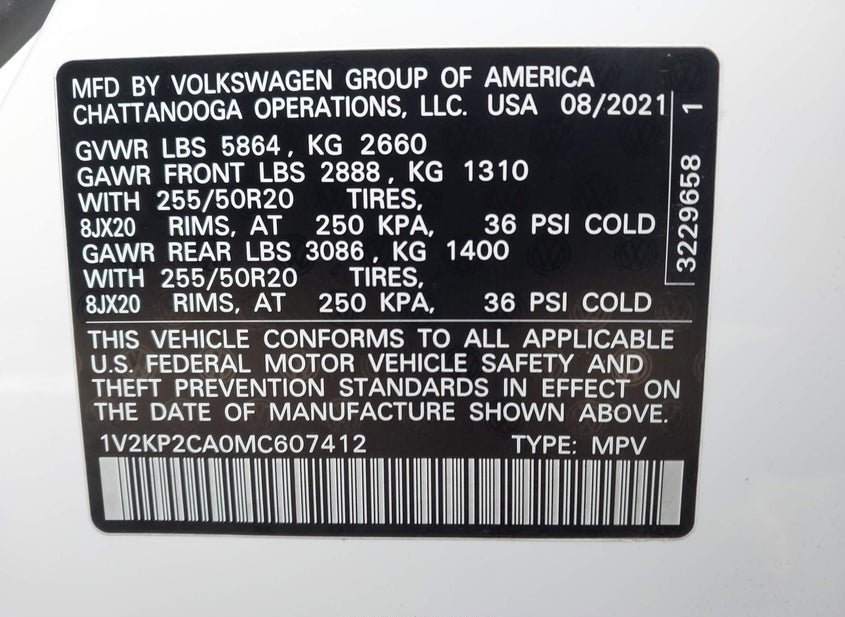 MFD BY VOLKSWAGEN GROUP OF AMERICA
CHATTANOOGA OPERATIONS, LLC. USA 08/2021
GVWR LBS 5864, KG 2660
GAWR FRONT LBS 2888, KG 1310
WITH 255/50R20 TIRES,
8JX20 RIMS, AT 250 KPA, 36 PSI COLD
GAWR REAR LBS 3086, KG 1400
WITH 255/50R20 TIRES,
8JX20 RIMS, AT 250 KPA, 36 PSI COLD
3229658 1
THIS VEHICLE CONFORMS TO ALL APPLICABLE
U.S. FEDERAL MOTOR VEHICLE SAFETY AND
THEFT PREVENTION STANDARDS IN EFFECT ON
THE DATE OF MANUFACTURE SHOWN ABOVE.
1V2KP2CA0MC607412 TYPE: MPV